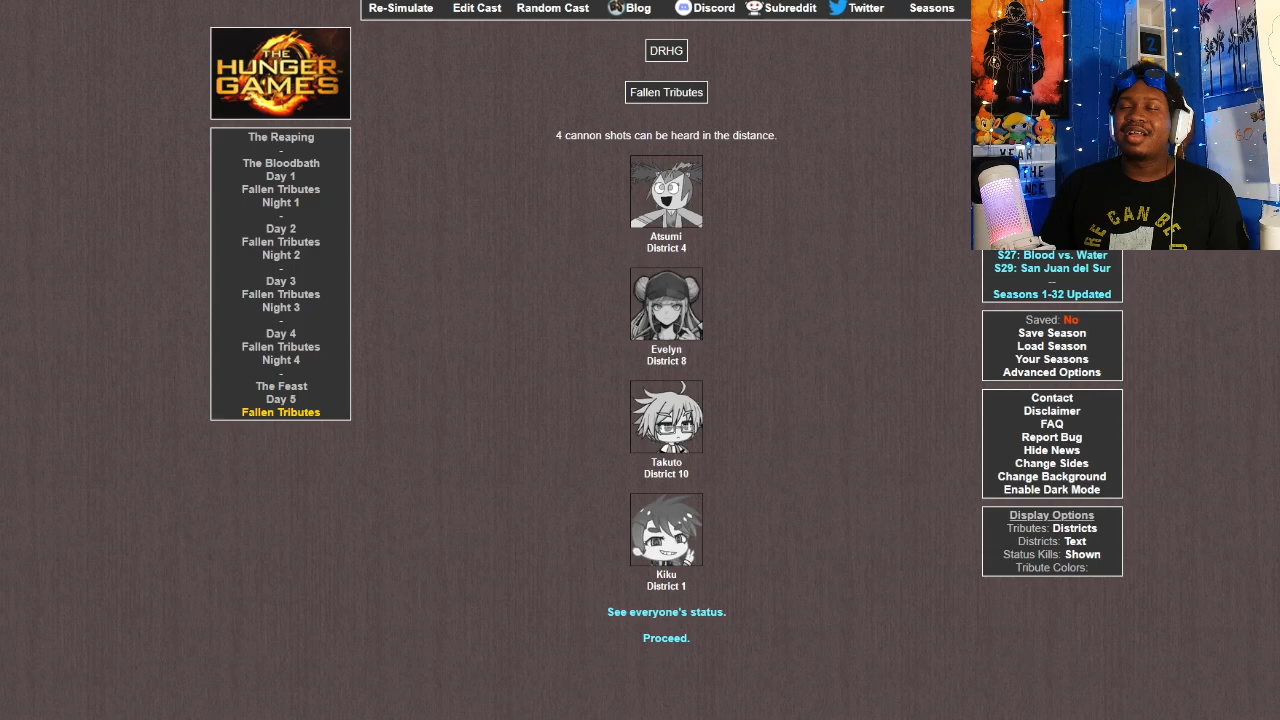 Re-Simulate Edit Cast Random Cast Blog Discord Subreddit Twitter Seasons
THE
HUNGER
GAMES
The Reaping
-
The Bloodbath
Day 1
Fallen Tributes
Night 1
-
Day 2
Fallen Tributes
Night 2
-
Day 3
Fallen Tributes
Night 3
-
Day 4
Fallen Tributes
Night 4
-
The Feast
Day 5
Fallen Tributes
DRHG
Fallen Tributes
4 cannon shots can be heard in the distance.
Atsumi
District 4
Evelyn
District 8
Takuto
District 10
Kiku
District 1
See everyone's status.
Proceed.
2
YEAR
THE
RE CAN BE
S27: Blood vs. Water
S29: San Juan del Sur
--
Seasons 1-32 Updated
Saved: No
Save Season
Load Season
Your Seasons
Advanced Options
Contact
Disclaimer
FAQ
Report Bug
Hide News
Change Sides
Change Background
Enable Dark Mode
Display Options
Tributes: Districts
Districts: Text
Status Kills: Shown
Tribute Colors: